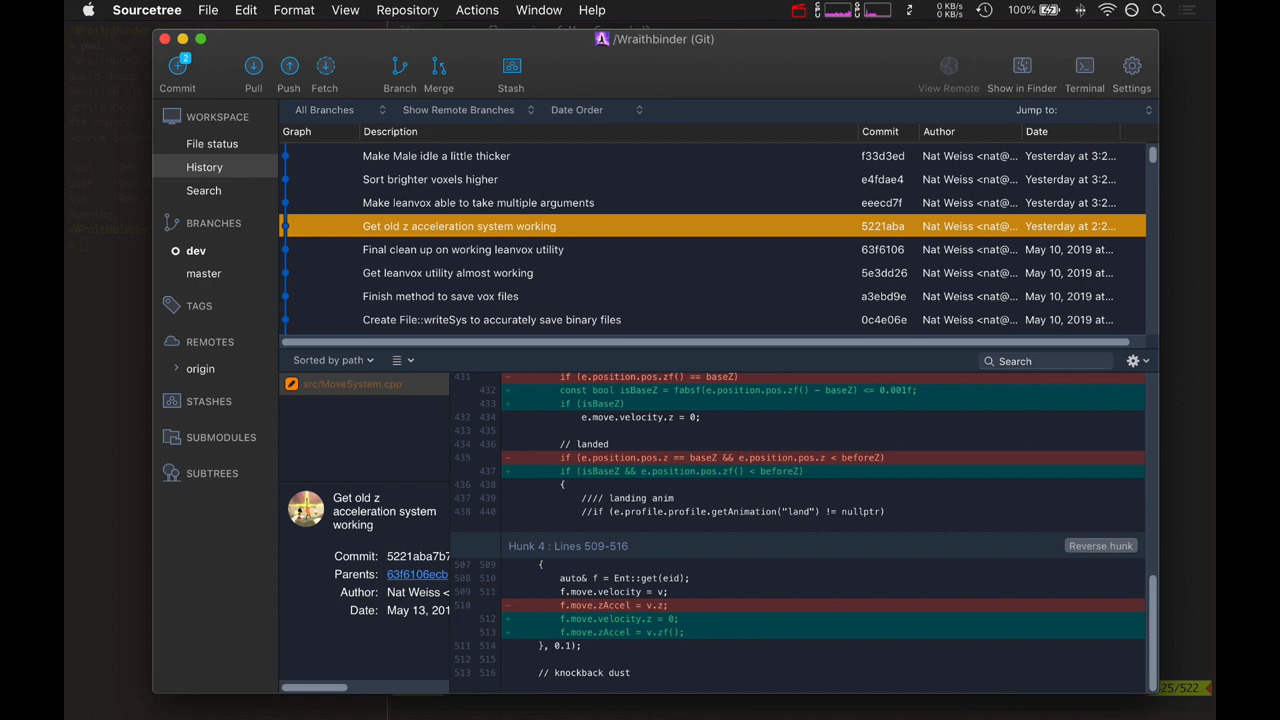 Sourcetree File Edit Format View Repository Actions Window Help 0 KB/s 0 KB/s 100%
/Wraithbinder (Git)
2
Commit Pull Push Fetch Branch Merge Stash View Remote Show in Finder Terminal Settings
All Branches Show Remote Branches Date Order Jump to:
WORKSPACE
File status
History
Search
BRANCHES
dev
master
TAGS
REMOTES
origin
STASHES
SUBMODULES
SUBTREES
Graph Description Commit Author Date
Make Male idle a little thicker f33d3ed Nat Weiss <nat@... Yesterday at 3:2...
Sort brighter voxels higher e4fdae4 Nat Weiss <nat@... Yesterday at 3:2...
Make leanvox able to take multiple arguments eeecd7f Nat Weiss <nat@... Yesterday at 3:2...
Get old z acceleration system working 5221aba Nat Weiss <nat@... Yesterday at 2:2...
Final clean up on working leanvox utility 63f6106 Nat Weiss <nat@... May 10, 2019 at...
Get leanvox utility almost working 5e3dd26 Nat Weiss <nat@... May 10, 2019 at...
Finish method to save vox files a3ebd9e Nat Weiss <nat@... May 10, 2019 at...
Create File::writeSys to accurately save binary files 0c4e06e Nat Weiss <nat@... May 10, 2019 at...
Sorted by path Search
src/MoveSystem.cpp
Get old z
acceleration system
working
Commit: 5221aba7b7
Parents: 63f6106ecb
Author: Nat Weiss <
Date: May 13, 201
431 - if (e.position.pos.zf() == baseZ)
432 + const bool isBaseZ = fabsf(e.position.pos.zf() - baseZ) <= 0.001f;
433 + if (isBaseZ)
432 434 e.move.velocity.z = 0;
433 435
434 436 // landed
435 - if (e.position.pos.z == baseZ && e.position.pos.z < beforeZ)
437 + if (isBaseZ && e.position.pos.zf() < beforeZ)
436 438 {
437 439 //// landing anim
438 440 //if (e.profile.profile.getAnimation("land") != nullptr)
Hunk 4 : Lines 509-516 Reverse hunk
507 509 {
508 510 auto& f = Ent::get(eid);
509 511 f.move.velocity = v;
510 - f.move.zAccel = v.z;
512 + f.move.velocity.z = 0;
513 + f.move.zAccel = v.zf();
511 514 }, 0.1);
512 515
513 516 // knockback dust
25/522